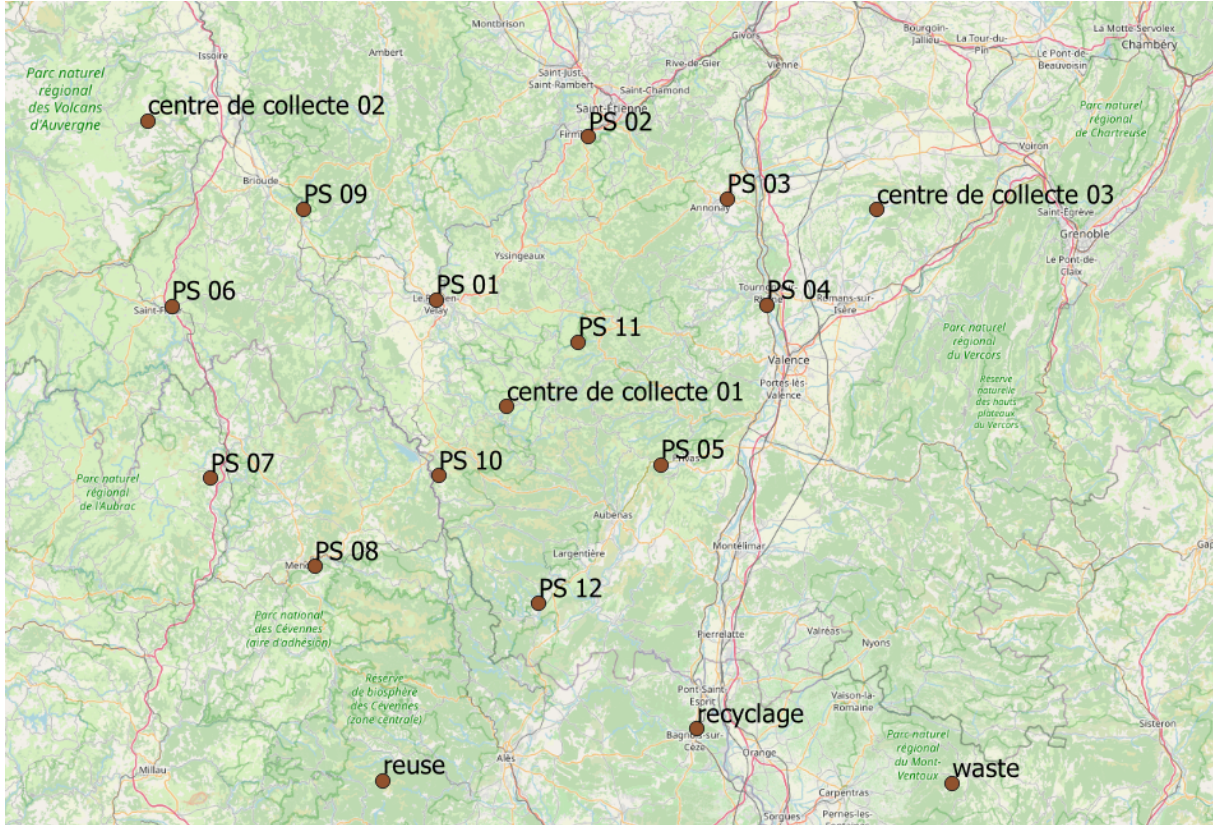 Montbrison
Bourgoin-
Jallieu
La Tour-du-
Pin
La Motte-Servolex
Chambéry
Le Pont-de-
Beauvoisin
Issoire
Ambert
Givors
Vienne
Rive-de-Gier
Saint-Just
Saint-Rambert
Saint-Chamond
Saint-Étienne
Parc naturel
régional
des Volcans
d'Auvergne
centre de collecte 02
PS 02
Parc naturel
régional
de Chartreuse
Voiron
Brioude
PS 09
PS 03
Annonay
centre de collecte 03
Saint-Égrève
Grenoble
Le Pont-de-
Claix
Yssingeaux
PS 06
PS 01
PS 04
Romans-sur-
Isère
PS 11
Parc naturel
régional
du Vercors
Valence
Portes-lès-
Valence
Réserve
naturelle
des hauts
plateaux
du Vercors
centre de collecte 01
PS 07
PS 10
PS 05
Privas
Parc naturel
régional
de l'Aubrac
Aubenas
Montélimar
Largentière
PS 08
PS 12
Parc national
des Cévennes
(aire d'adhésion)
Pierrelatte
Valréas
Nyons
Réserve
de biosphère
des Cévennes
(zone centrale)
Pont-Saint-
Esprit
Vaison-la-
Romaine
recyclage
Bagnols-sur-
Cèze
Sisteron
Parc naturel
régional
du Mont-
Ventoux
Orange
Alès
Millau
reuse
waste
Carpentras
Sorgues